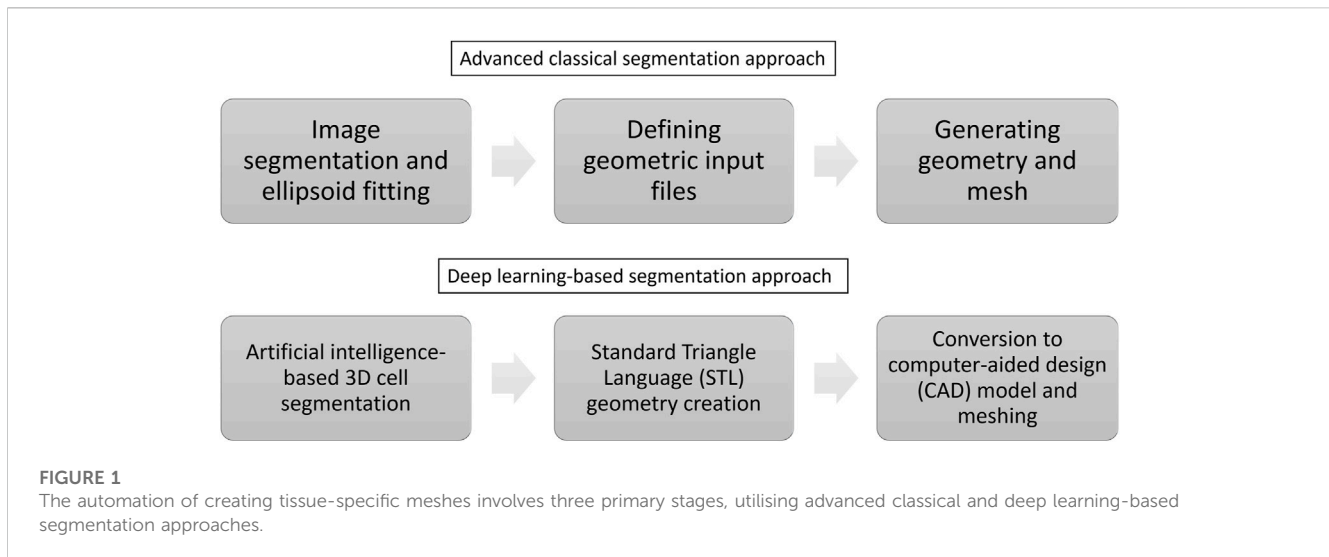 Advanced classical segmentation approach
Image
segmentation and
ellipsoid fitting
Defining
geometric input
files
Generating
geometry and
mesh
Deep learning-based segmentation approach
Artificial intelligence-
based 3D cell
segmentation
Standard Triangle
Language (STL)
geometry creation
Conversion to
computer-aided design
(CAD) model and
meshing
FIGURE 1
The automation of creating tissue-specific meshes involves three primary stages, utilising advanced classical and deep learning-based
segmentation approaches.